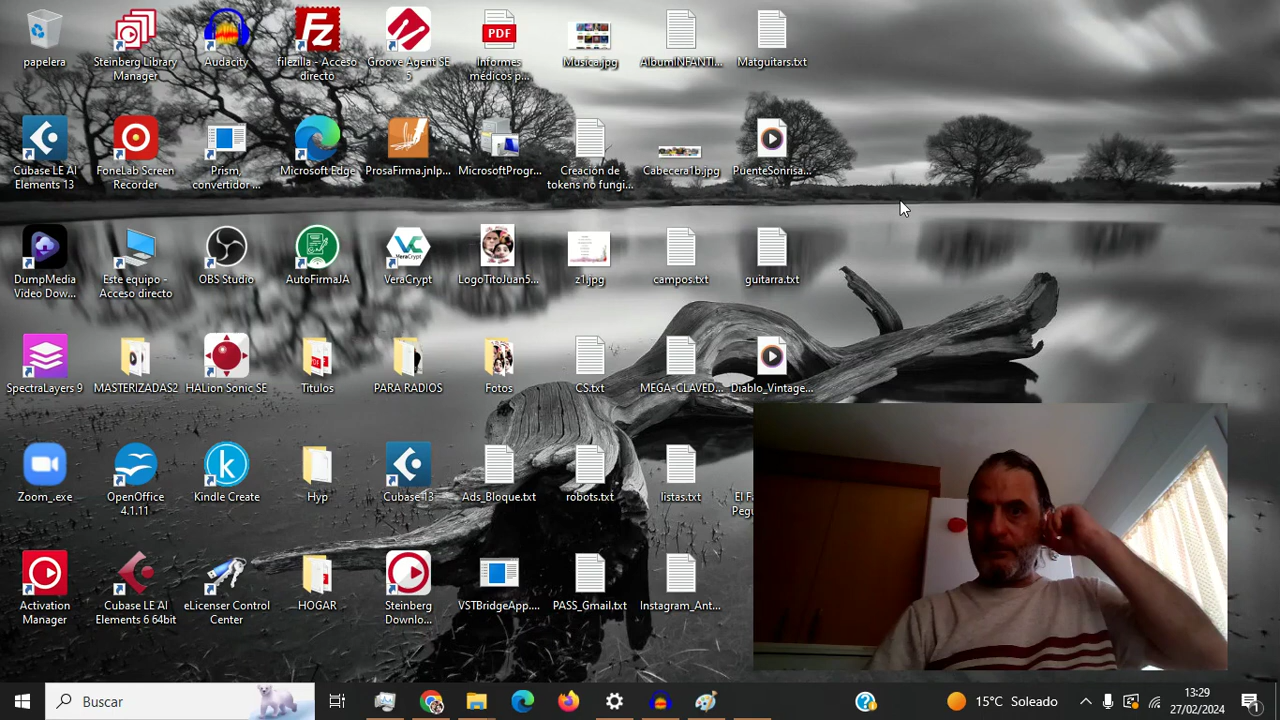 papelera
Steinberg Library
Manager
Audacity
filezilla - Acceso
directo
Groove Agent SE
5
PDF
Informes
médicos p...
Musica.jpg
AlbumINFANTI...
Matguitars.txt
Cubase LE AI
Elements 13
FoneLab Screen
Recorder
Prism,
convertidor ...
Microsoft Edge
ProsaFirma.jnlp...
MicrosoftProgr...
Creación de
tokens no fungi...
Cabecera1b.jpg
PuenteSonrisa...
DumpMedia
Video Dow...
Este equipo -
Acceso directo
OBS Studio
AutoFirmaJA
VeraCrypt
LogoTitoJuan5...
z1.jpg
campos.txt
guitarra.txt
SpectraLayers 9
MASTERIZADAS2
HALion Sonic SE
Titulos
PARA RADIOS
Fotos
CS.txt
MEGA-CLAVED...
Diablo_Vintage...
Zoom_exe
OpenOffice
4.1.11
Kindle Create
Hyp
Cubase 13
Ads_Bloque.txt
robots.txt
listas.txt
El Fa
Pegu
Activation
Manager
Cubase LE AI
Elements 6 64bit
eLicenser Control
Center
HOGAR
Steinberg
Downlo...
VSTBridgeApp....
PASS_Gmail.txt
Instagram_Ant...
Buscar
15°C Soleado
13:29
27/02/2024